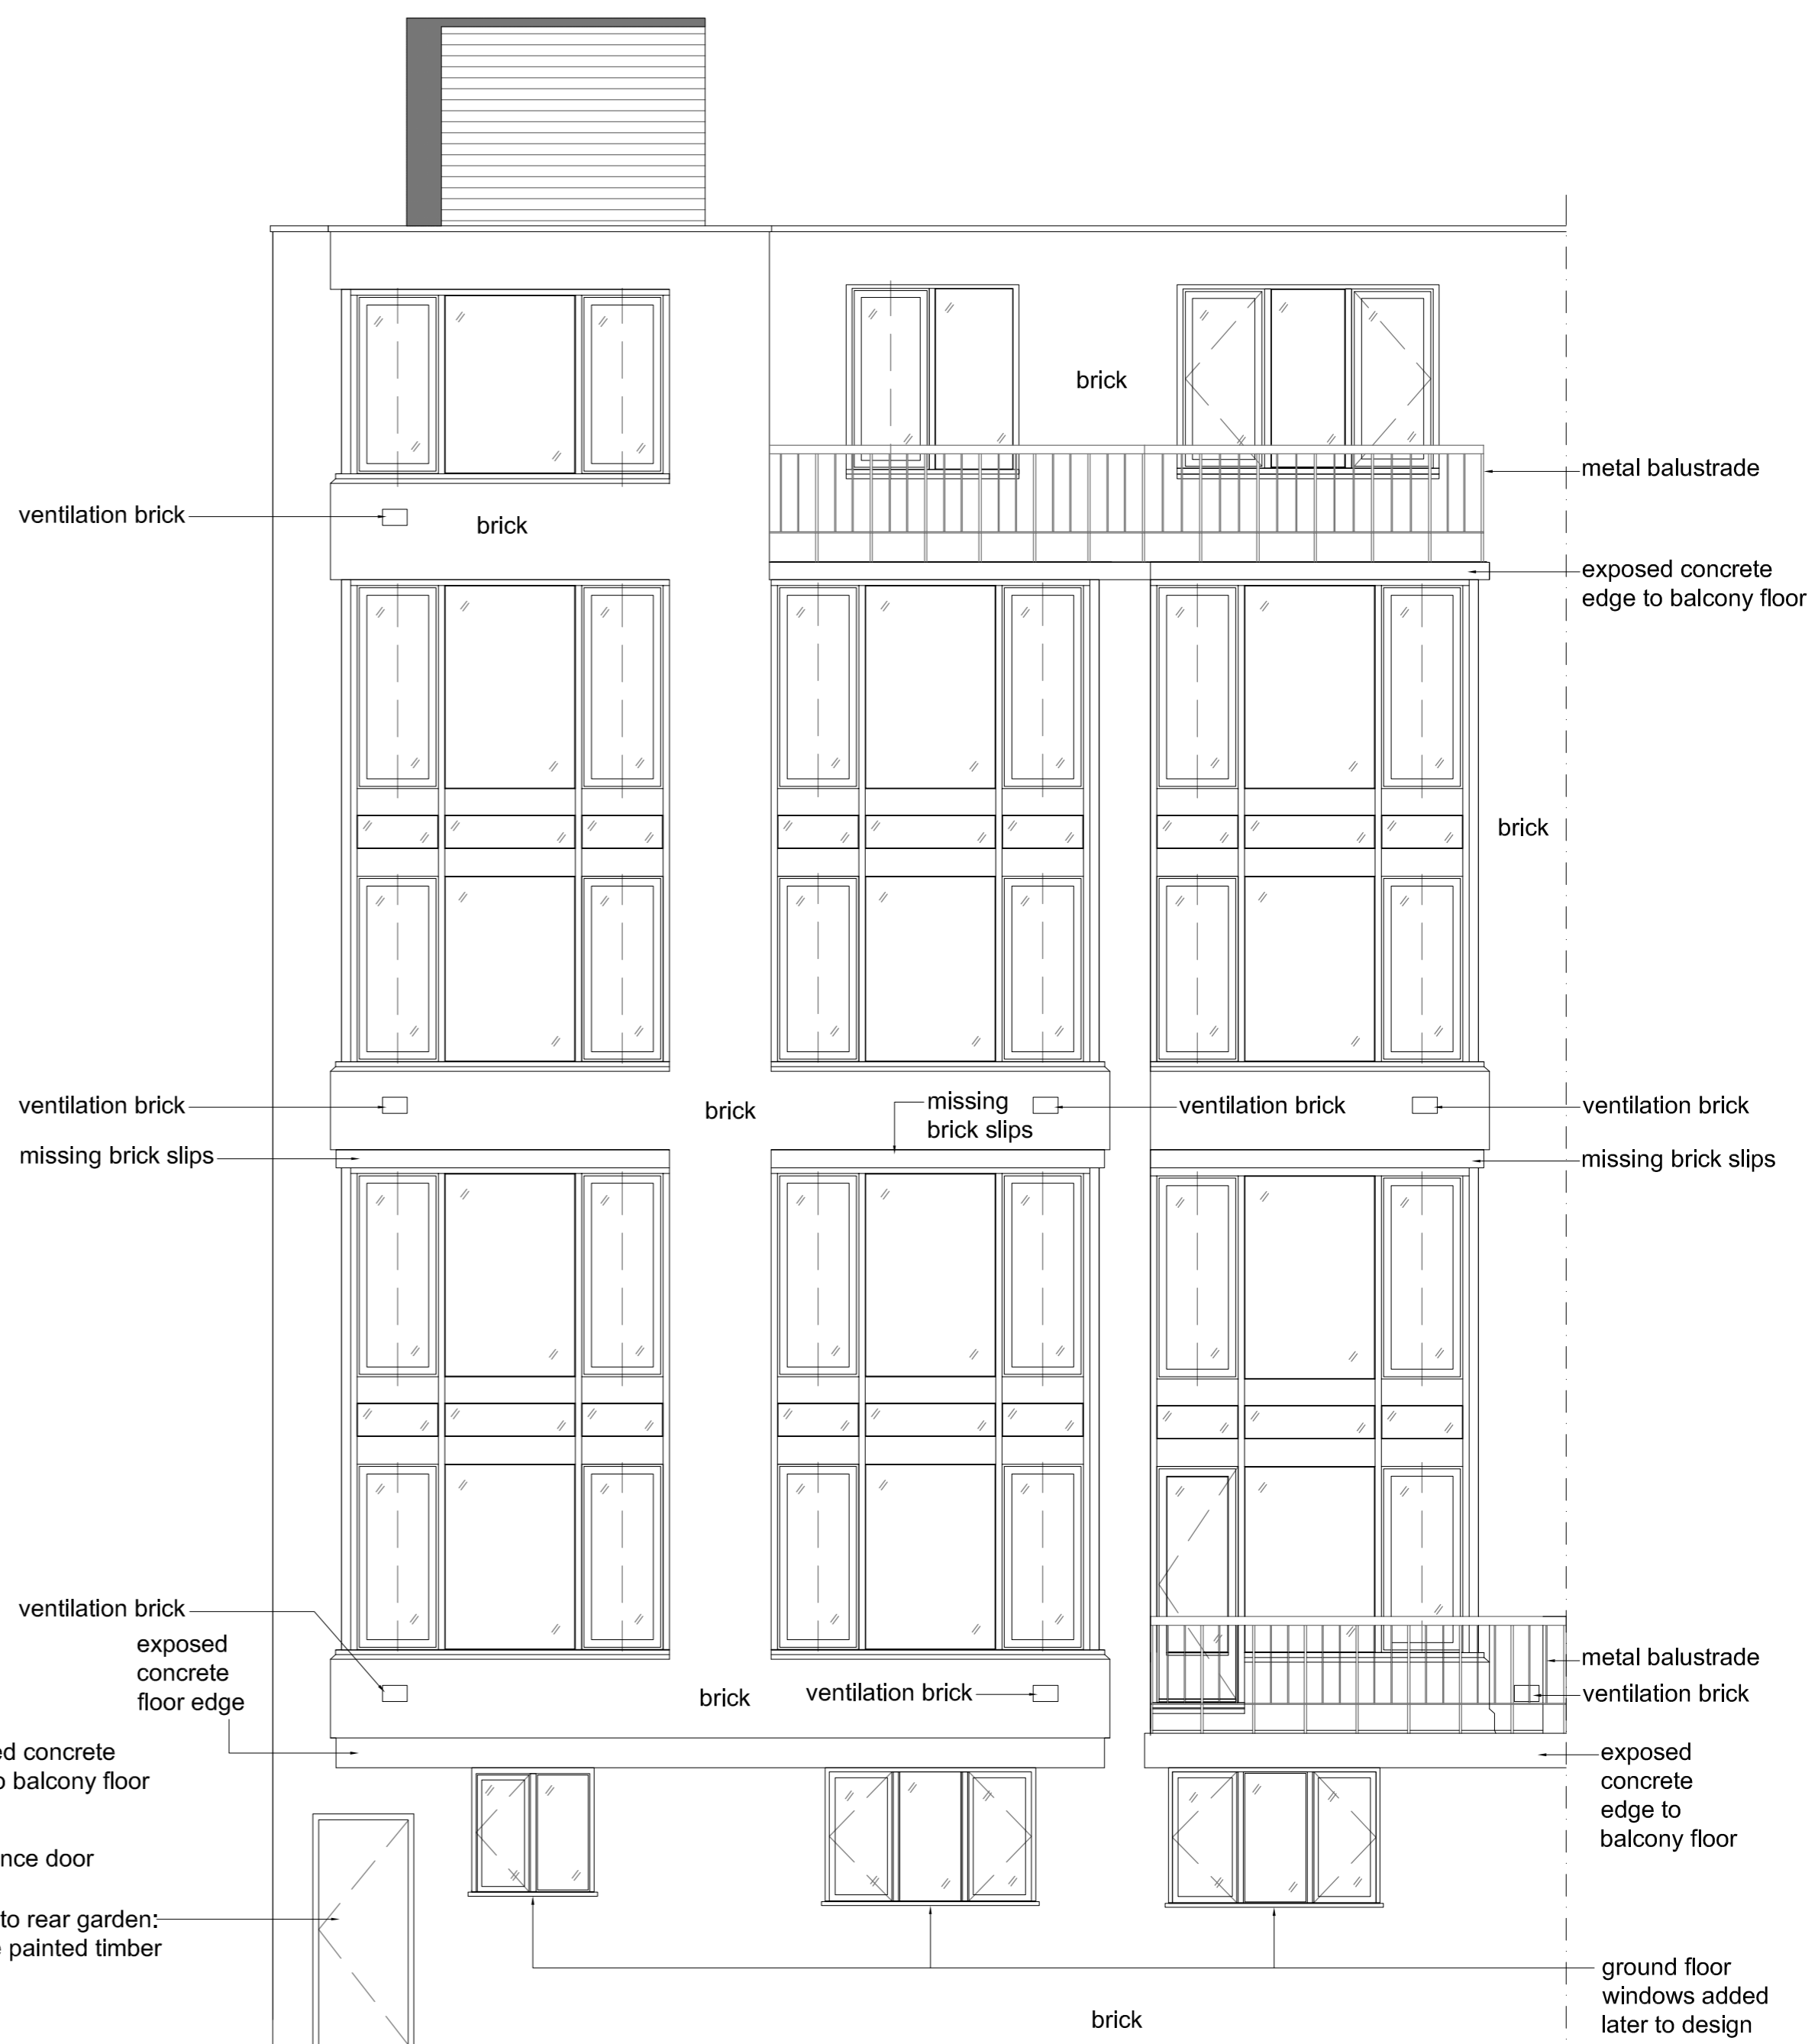 brick
metal balustrade
ventilation brick
brick
exposed concrete
edge to balcony floor
brick
ventilation brick
brick
missing
brick slips
ventilation brick
ventilation brick
missing brick slips
missing brick slips
ventilation brick
exposed
concrete
floor edge
brick
ventilation brick
metal balustrade
ventilation brick
concrete
balcony floor
exposed
concrete
edge to
balcony floor
door
to rear garden:
painted timber
ground floor
windows added
later to design
brick